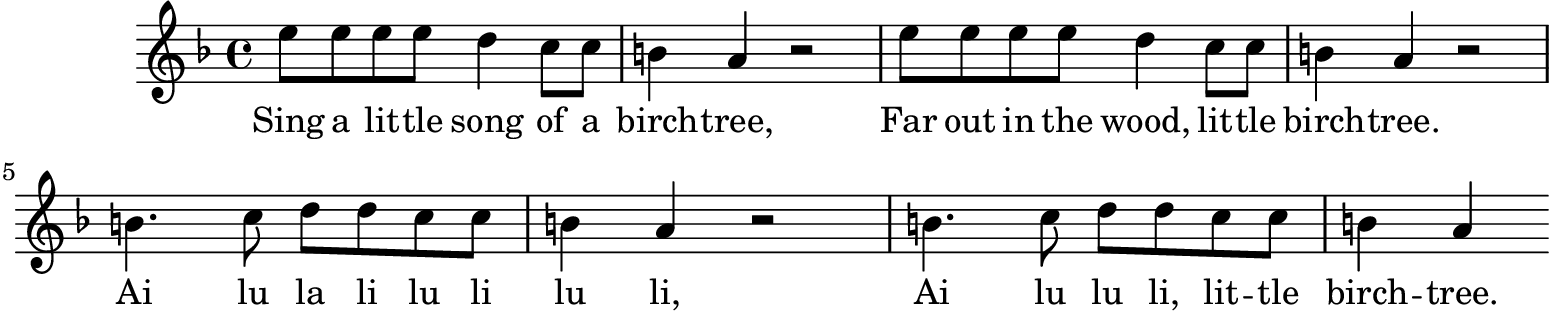 Sing a little song of a birchtree, Far out in the wood, little birchtree.
5
Ai lu la li lu li lu li, Ai lu lu li, lit - tle birch - tree.